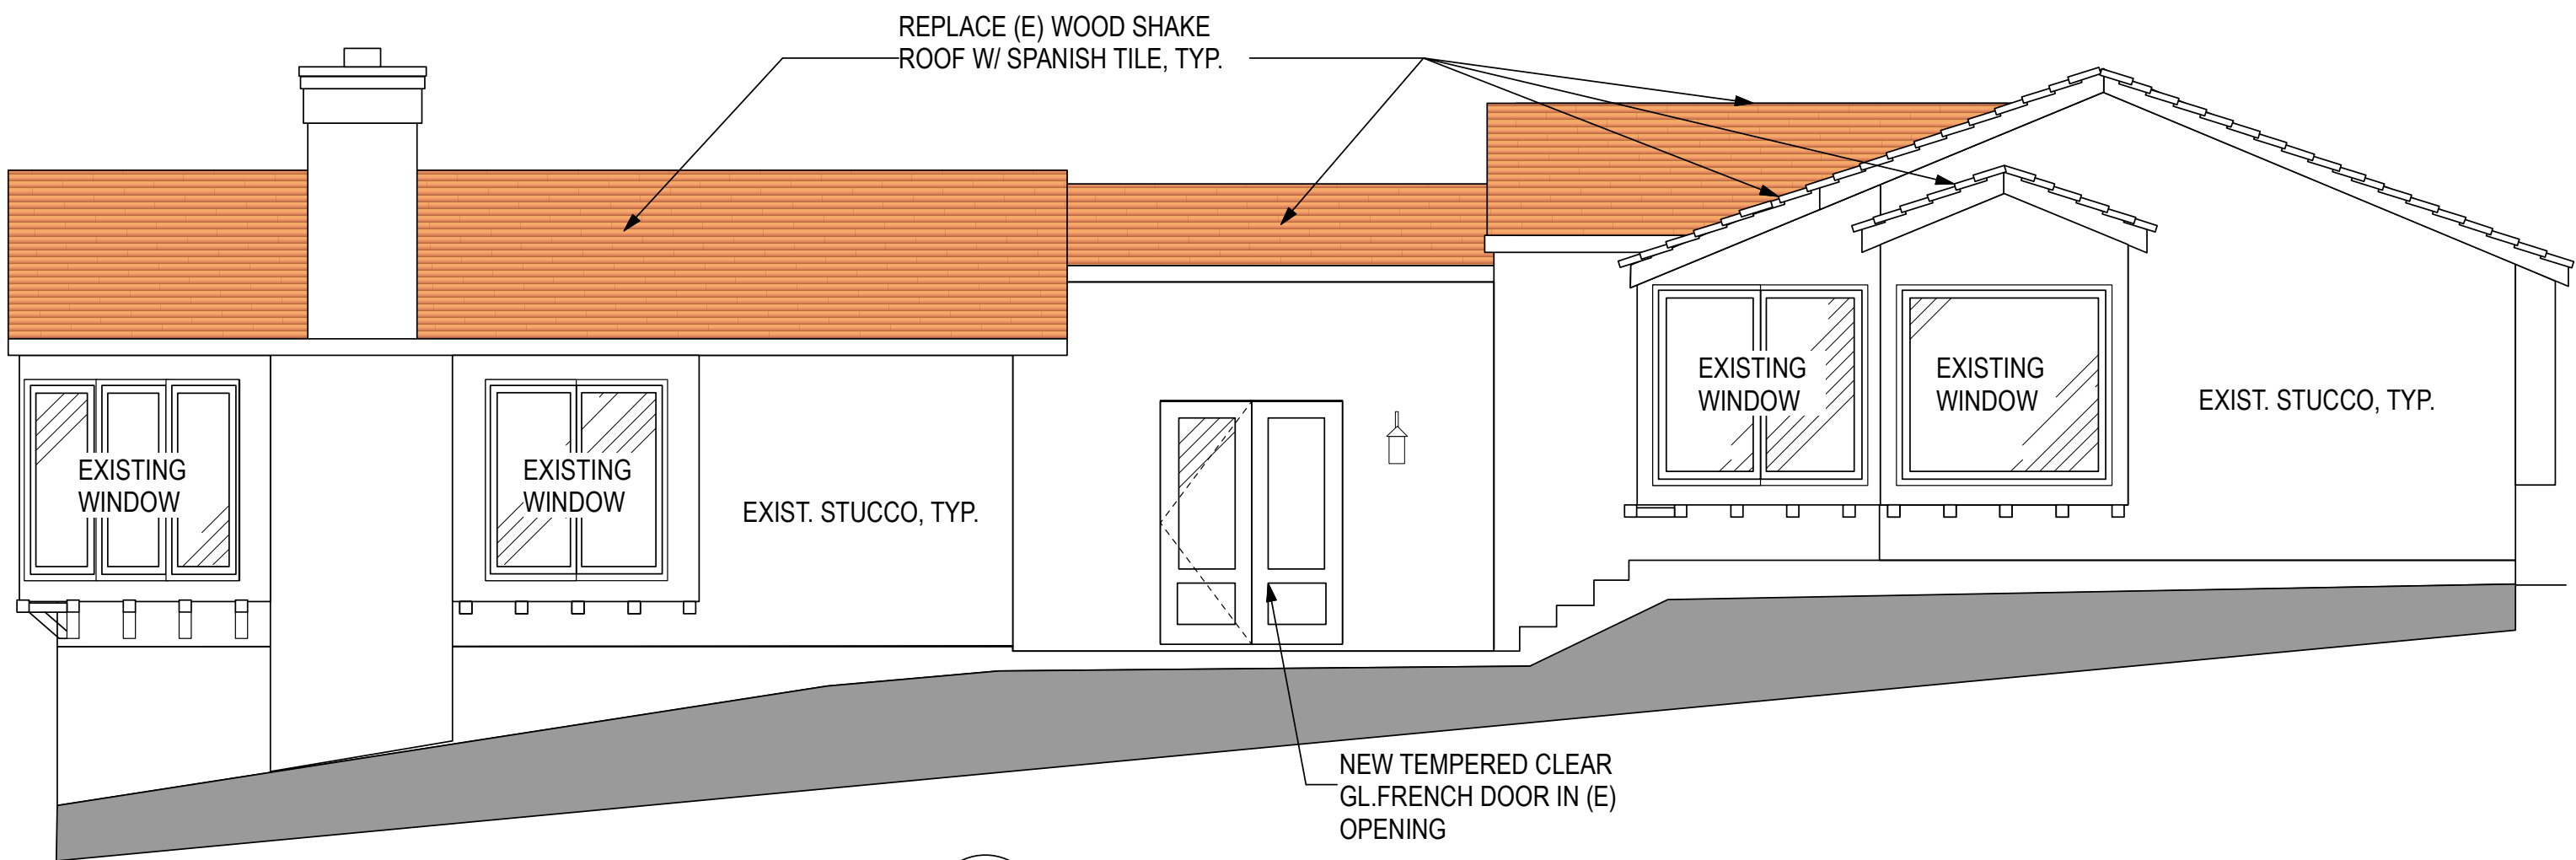 REPLACE (E) WOOD SHAKE
ROOF W/ SPANISH TILE, TYP.
EXISTING
WINDOW
EXISTING
WINDOW
EXIST. STUCCO, TYP.
EXISTING
WINDOW
EXISTING
WINDOW
EXIST. STUCCO, TYP.
NEW TEMPERED CLEAR
GL.FRENCH DOOR IN (E)
OPENING